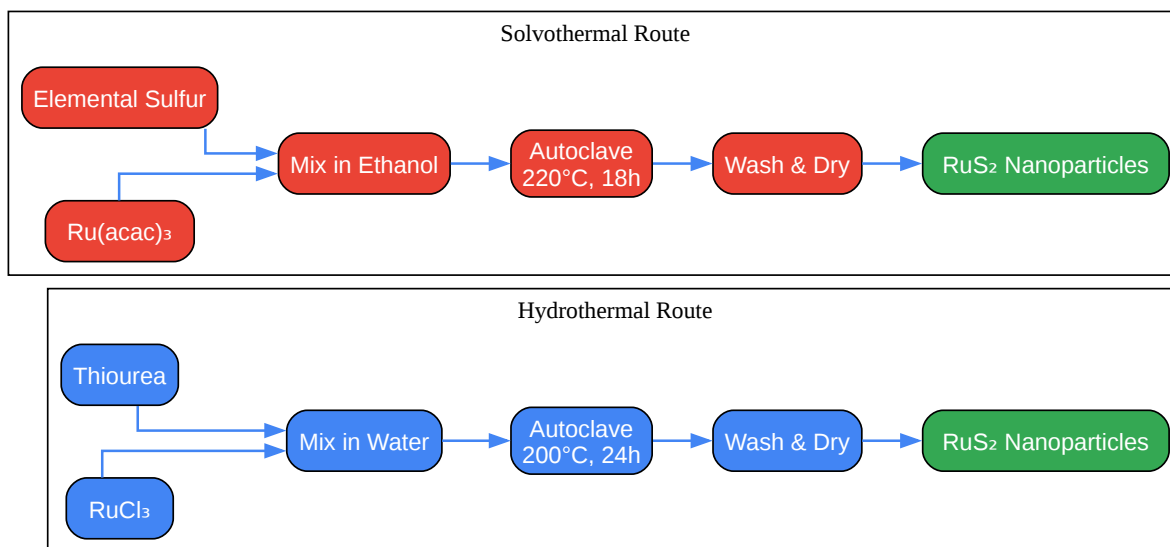 Solvothermal Route
Elemental Sulfur
Ru(acac)₃
Mix in Ethanol
Autoclave
220°C, 18h
Wash & Dry
RuS₂ Nanoparticles
Hydrothermal Route
Thiourea
RuCl₃
Mix in Water
Autoclave
200°C, 24h
Wash & Dry
RuS₂ Nanoparticles